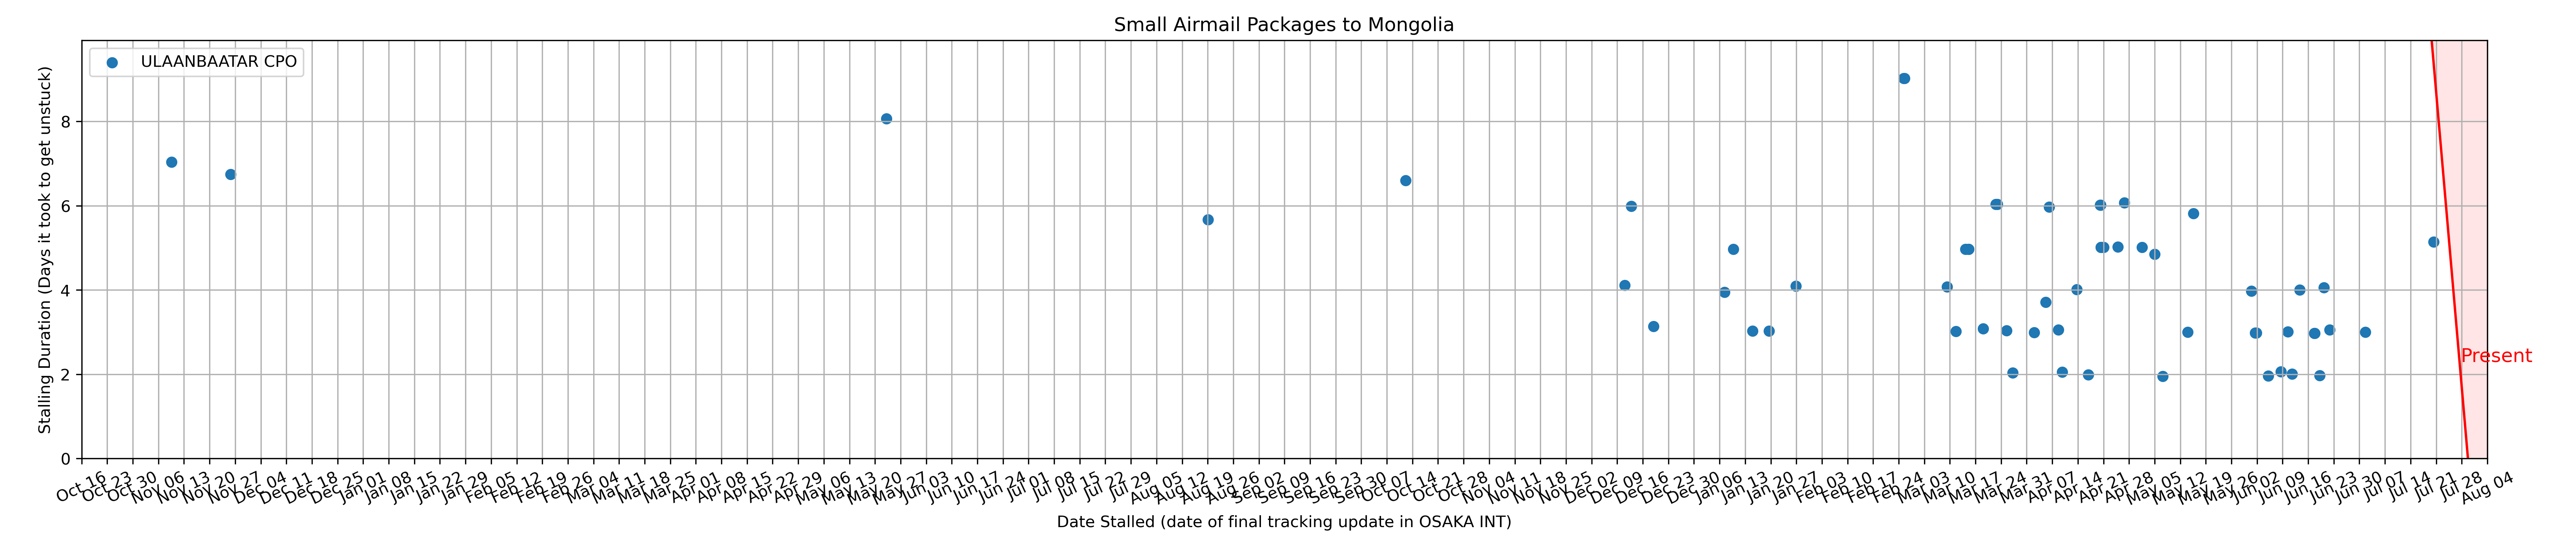 Small Airmail Packages to Mongolia
ULAANBAATAR CPO
Stalling Duration (Days it took to get unstuck)
8
6
4
2
0
Present
Oct 16
Oct 23
Oct 30
Nov 06
Nov 13
Nov 20
Nov 27
Dec 04
Dec 11
Dec 18
Dec 25
Jan 01
Jan 08
Jan 15
Jan 22
Jan 29
Feb 05
Feb 12
Feb 19
Feb 26
Mar 04
Mar 11
Mar 18
Mar 25
Apr 01
Apr 08
Apr 15
Apr 22
Apr 29
May 06
May 13
May 20
May 27
Jun 03
Jun 10
Jun 17
Jun 24
Jul 01
Jul 08
Jul 15
Jul 22
Jul 29
Aug 05
Aug 12
Aug 19
Aug 26
Sep 02
Sep 09
Sep 16
Sep 23
Sep 30
Oct 07
Oct 14
Oct 21
Oct 28
Nov 04
Nov 11
Nov 18
Nov 25
Dec 02
Dec 09
Dec 16
Dec 23
Dec 30
Jan 06
Jan 13
Jan 20
Jan 27
Feb 03
Feb 10
Feb 17
Feb 24
Mar 03
Mar 10
Mar 17
Mar 24
Mar 31
Apr 07
Apr 14
Apr 21
Apr 28
May 05
May 12
May 19
May 26
Jun 02
Jun 09
Jun 16
Jun 23
Jun 30
Jul 07
Jul 14
Jul 21
Jul 28
Aug 04
Date Stalled (date of final tracking update in OSAKA INT)